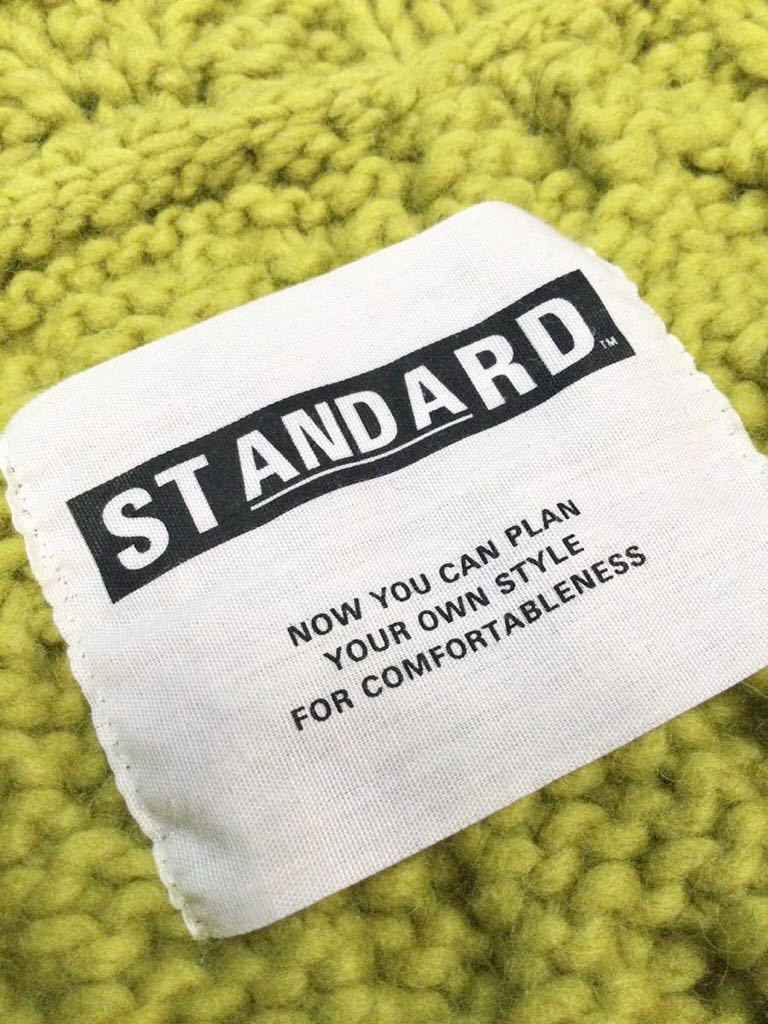 STANDARD™
NOW YOU CAN PLAN
YOUR OWN STYLE
FOR COMFORTABLENESS